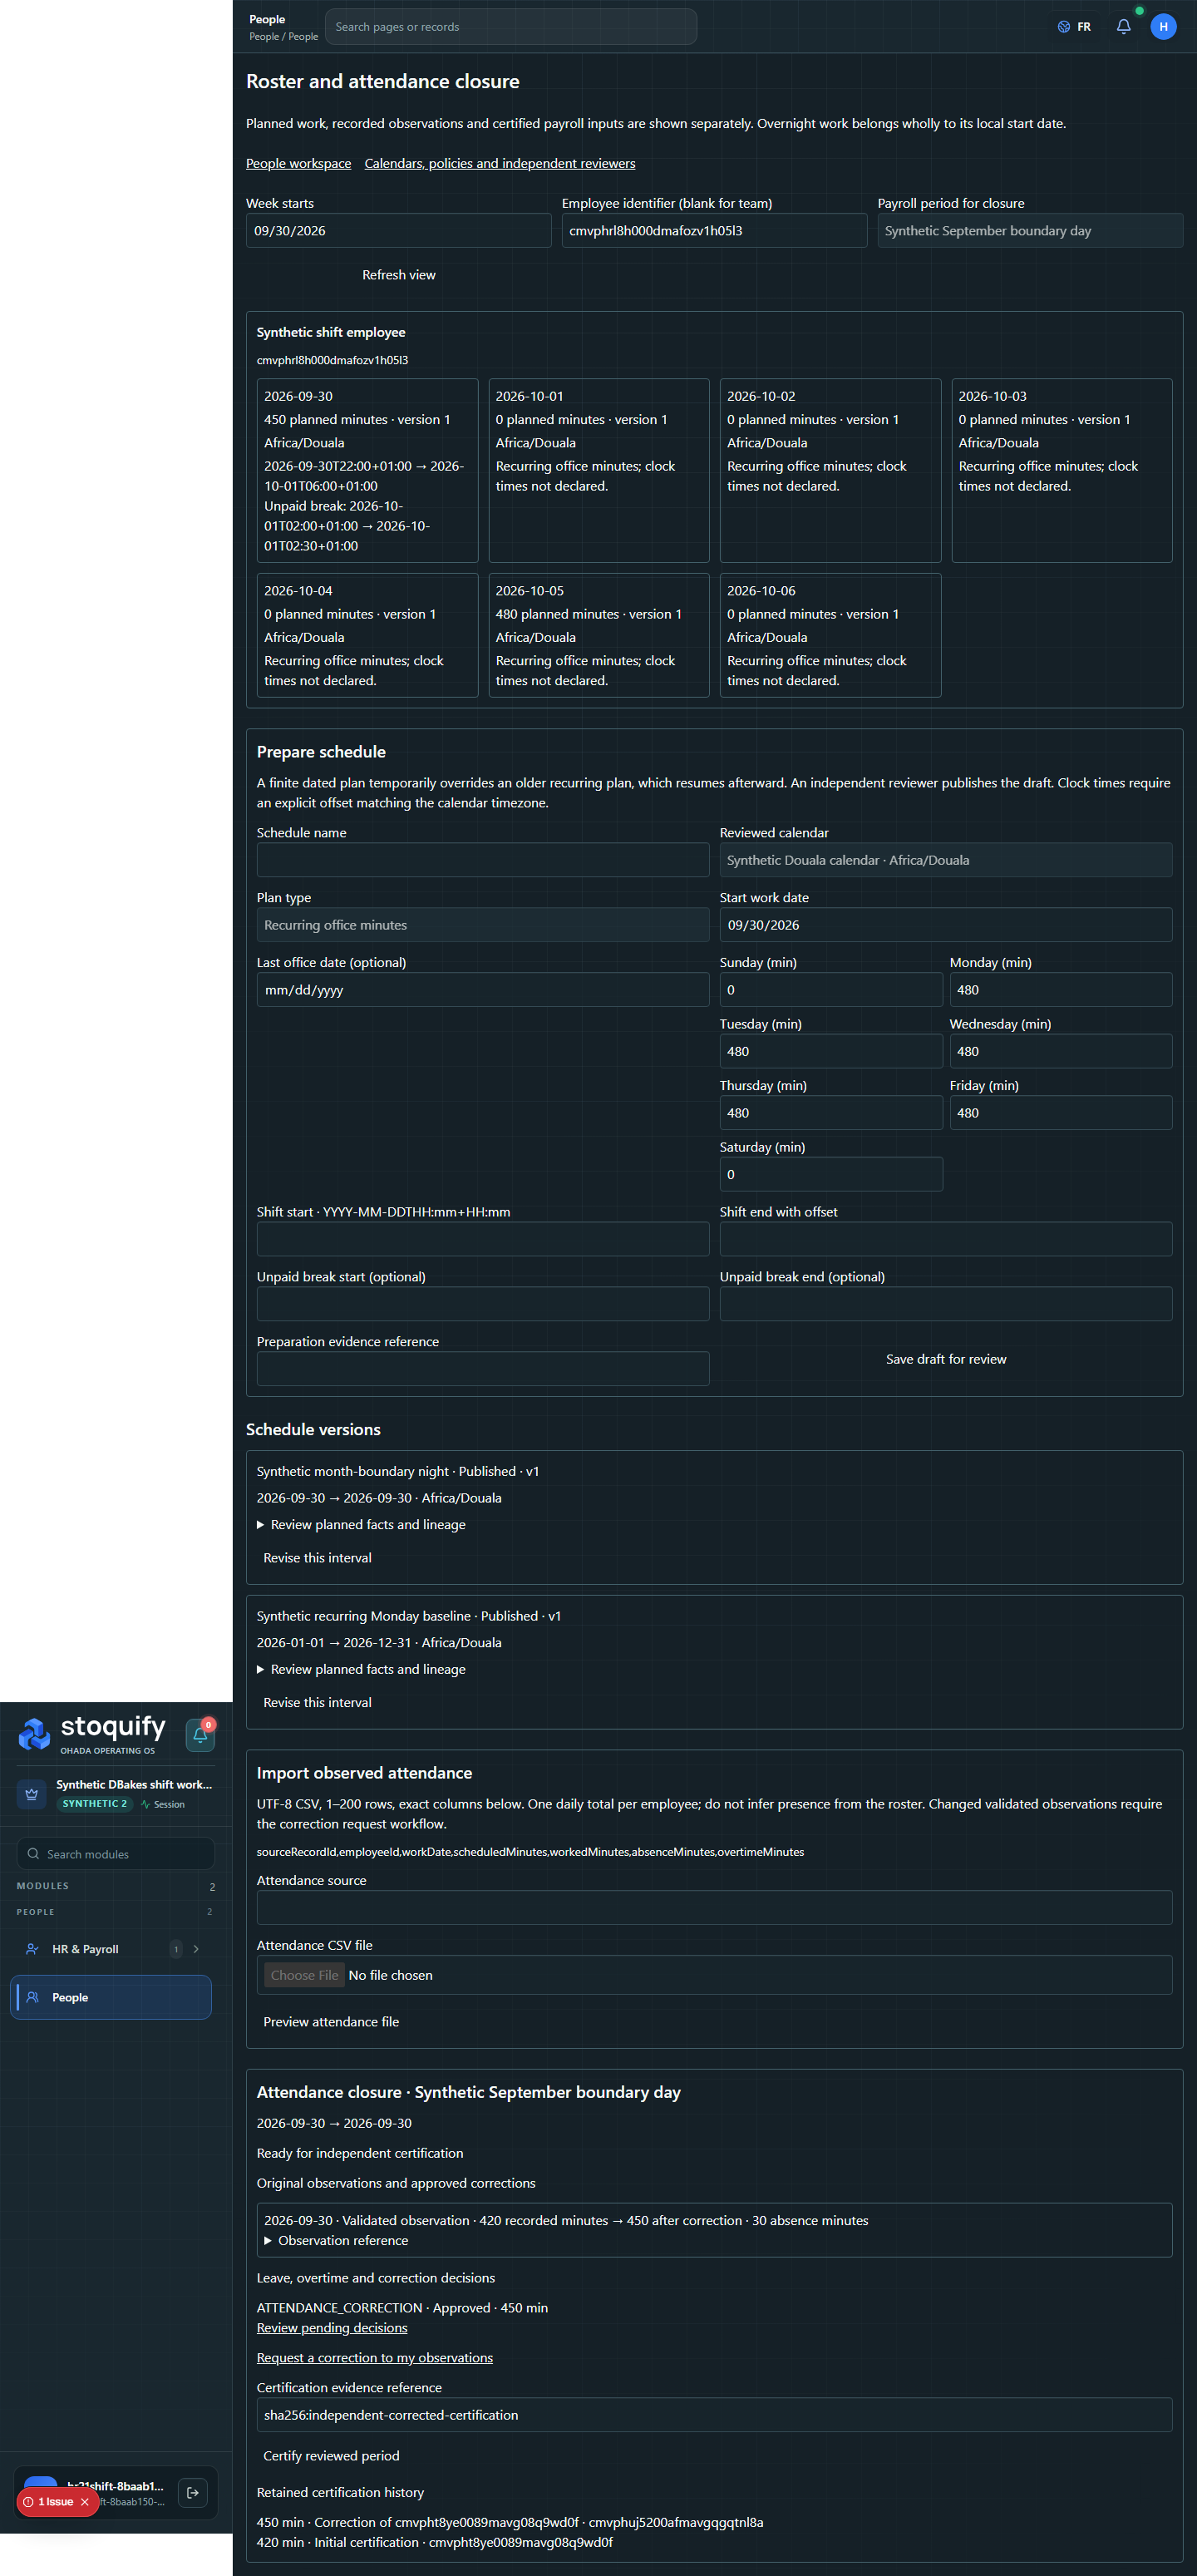 People
People / People
Search pages or records
FR
H
Roster and attendance closure
Planned work, recorded observations and certified payroll inputs are shown separately. Overnight work belongs wholly to its local start date.
People workspace
Calendars, policies and independent reviewers
Week starts
Employee identifier (blank for team)
Payroll period for closure
09/30/2026
cmvphrl8h000dmafozv1h05l3
Synthetic September boundary day
Refresh view
Synthetic shift employee
cmvphrl8h000dmafozv1h05l3
2026-09-30
450 planned minutes · version 1
Africa/Douala
2026-09-30T22:00+01:00 → 2026-
10-01T06:00+01:00
Unpaid break: 2026-10-
01T02:00+01:00 → 2026-10-
01T02:30+01:00
2026-10-01
0 planned minutes · version 1
Africa/Douala
Recurring office minutes; clock
times not declared.
2026-10-02
0 planned minutes · version 1
Africa/Douala
Recurring office minutes; clock
times not declared.
2026-10-03
0 planned minutes · version 1
Africa/Douala
Recurring office minutes; clock
times not declared.
2026-10-04
0 planned minutes · version 1
Africa/Douala
Recurring office minutes; clock
times not declared.
2026-10-05
480 planned minutes · version 1
Africa/Douala
Recurring office minutes; clock
times not declared.
2026-10-06
0 planned minutes · version 1
Africa/Douala
Recurring office minutes; clock
times not declared.
Prepare schedule
A finite dated plan temporarily overrides an older recurring plan, which resumes afterward. An independent reviewer publishes the draft. Clock times require
an explicit offset matching the calendar timezone.
Schedule name
Reviewed calendar
Synthetic Douala calendar · Africa/Douala
Plan type
Start work date
Recurring office minutes
09/30/2026
Last office date (optional)
mm/dd/yyyy
Sunday (min)
Monday (min)
0
480
Tuesday (min)
Wednesday (min)
480
480
Thursday (min)
Friday (min)
480
480
Saturday (min)
0
Shift start · YYYY-MM-DDTHH:mm+HH:mm
Shift end with offset
Unpaid break start (optional)
Unpaid break end (optional)
Preparation evidence reference
Save draft for review
Schedule versions
Synthetic month-boundary night · Published · v1
2026-09-30 → 2026-09-30 · Africa/Douala
Review planned facts and lineage
Revise this interval
Synthetic recurring Monday baseline · Published · v1
2026-01-01 → 2026-12-31 · Africa/Douala
Review planned facts and lineage
Revise this interval
Import observed attendance
UTF-8 CSV, 1–200 rows, exact columns below. One daily total per employee; do not infer presence from the roster. Changed validated observations require
the correction request workflow.
sourceRecordId,employeeId,workDate,scheduledMinutes,workedMinutes,absenceMinutes,overtimeMinutes
Attendance source
Attendance CSV file
Choose File No file chosen
Preview attendance file
Attendance closure · Synthetic September boundary day
2026-09-30 → 2026-09-30
Ready for independent certification
Original observations and approved corrections
2026-09-30 · Validated observation · 420 recorded minutes → 450 after correction · 30 absence minutes
Observation reference
Leave, overtime and correction decisions
ATTENDANCE_CORRECTION · Approved · 450 min
Review pending decisions
Request a correction to my observations
Certification evidence reference
sha256:independent-corrected-certification
Certify reviewed period
Retained certification history
450 min · Correction of cmvpht8ye0089mavg08q9wd0f · cmvphuj5200afmavgqgqtnl8a
420 min · Initial certification · cmvpht8ye0089mavg08q9wd0f
stoquify
OHADA OPERATING OS
0
Synthetic DBakes shift work...
SYNTHETIC 2
Session
Search modules
MODULES
2
PEOPLE
2
HR & Payroll
1
People
hr21shift-8baab1...
ft-8baab150-...
1 Issue